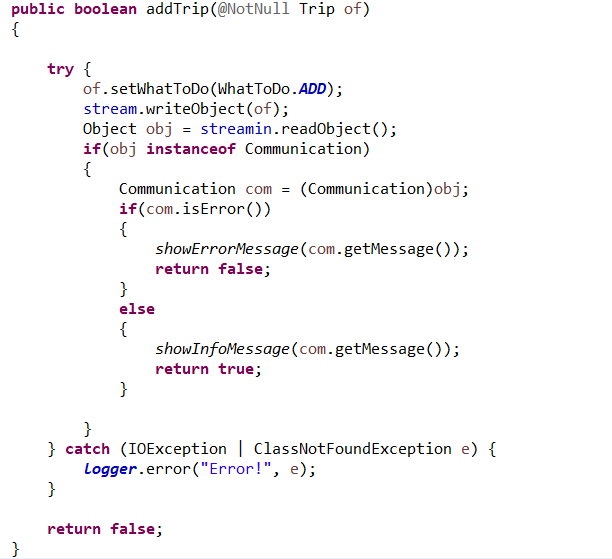 public boolean addTrip(@NotNull Trip of)
{
try {
of.setWhatToDo(WhatToDo.ADD);
stream.writeObject(of);
Object obj = streamin.readObject();
if(obj instanceof Communication)
{
Communication com = (Communication)obj;
if(com.isError())
{
showErrorMessage(com.getMessage());
return false;
}
else
{
showInfoMessage(com.getMessage());
return true;
}
}
} catch (IOException | ClassNotFoundException e) {
logger.error("Error!", e);
}
return false;
}